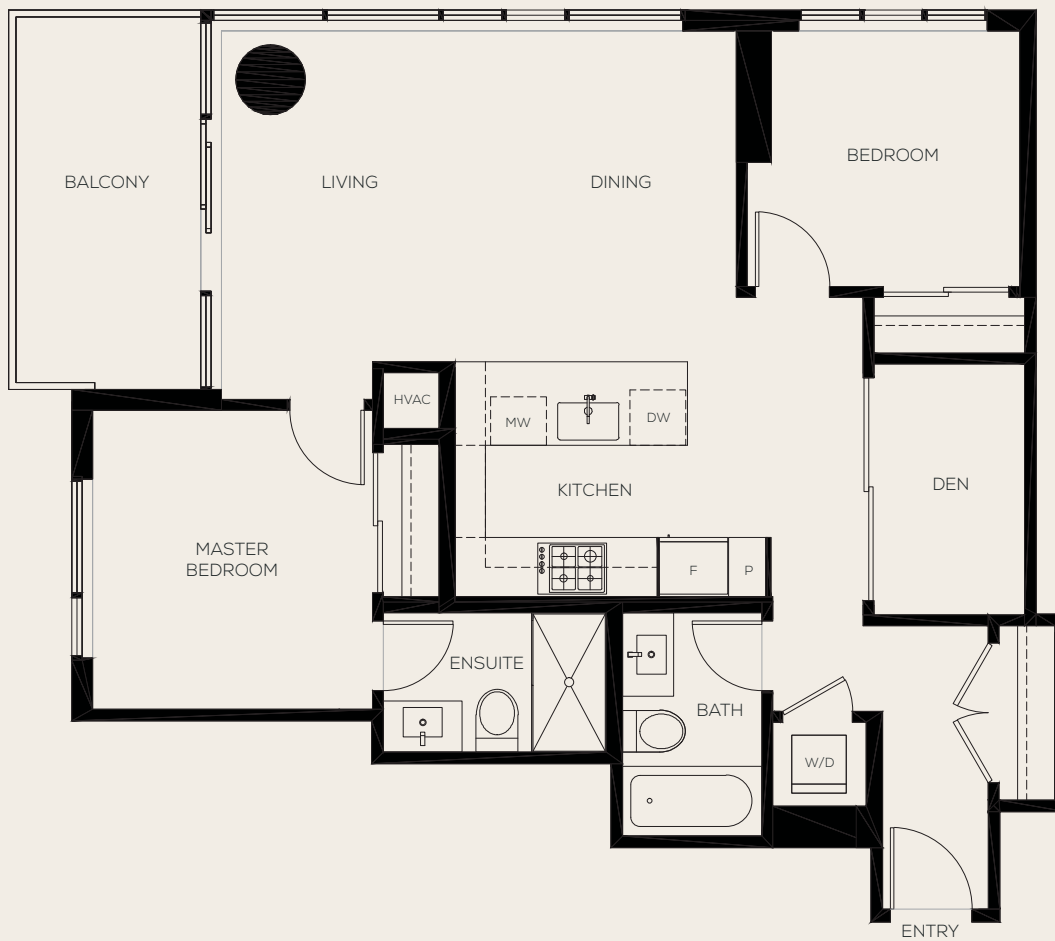 BEDROOM
BALCONY
LIVING
DINING
HVAC
MW
DW
KITCHEN
DEN
MASTER
BEDROOM
F
P
ENSUITE
BATH
W/D
ENTRY